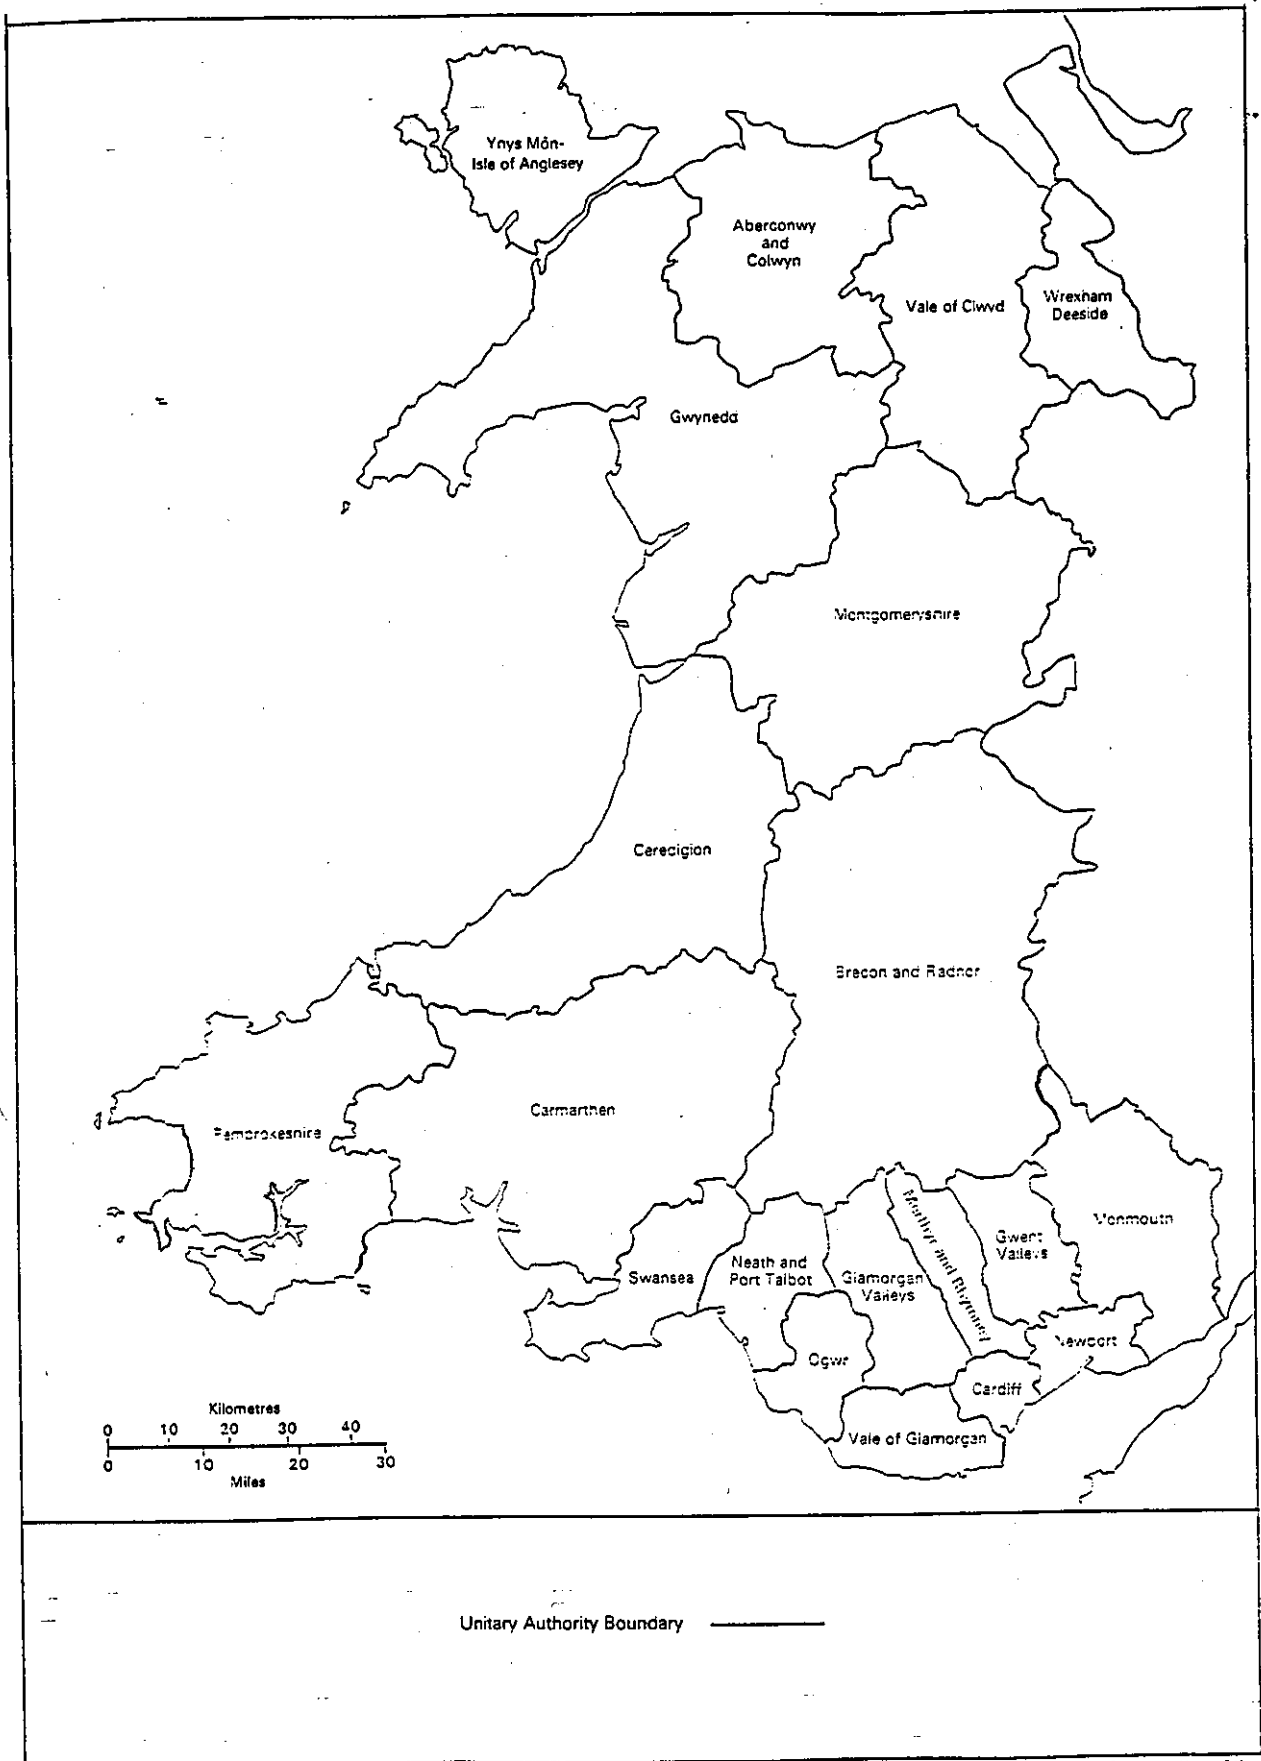 Ynys Môn-
Isle of Anglesey
Aberconwy
and
Colwyn
Vale of Clwyd
Wrexham
Deeside
Gwynedd
Montgomeryshire
Ceredigion
Brecon and Radnor
Carmarthen
Pembrokeshire
Monmouth
Merthyr and Rhymney
Gwent
Valleys
Swansea
Neath and
Port Talbot
Glamorgan
Valleys
Newport
Ogwr
Cardiff
Vale of Glamorgan
Kilometres
0 10 20 30 40
0 10 20 30
Miles
Unitary Authority Boundary